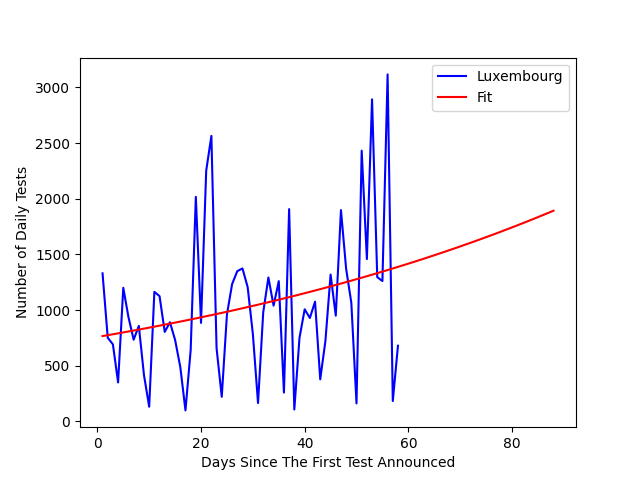 Luxembourg
Fit
3000
2500
2000
1500
1000
500
0
Number of Daily Tests
0 20 40 60 80
Days Since The First Test Announced